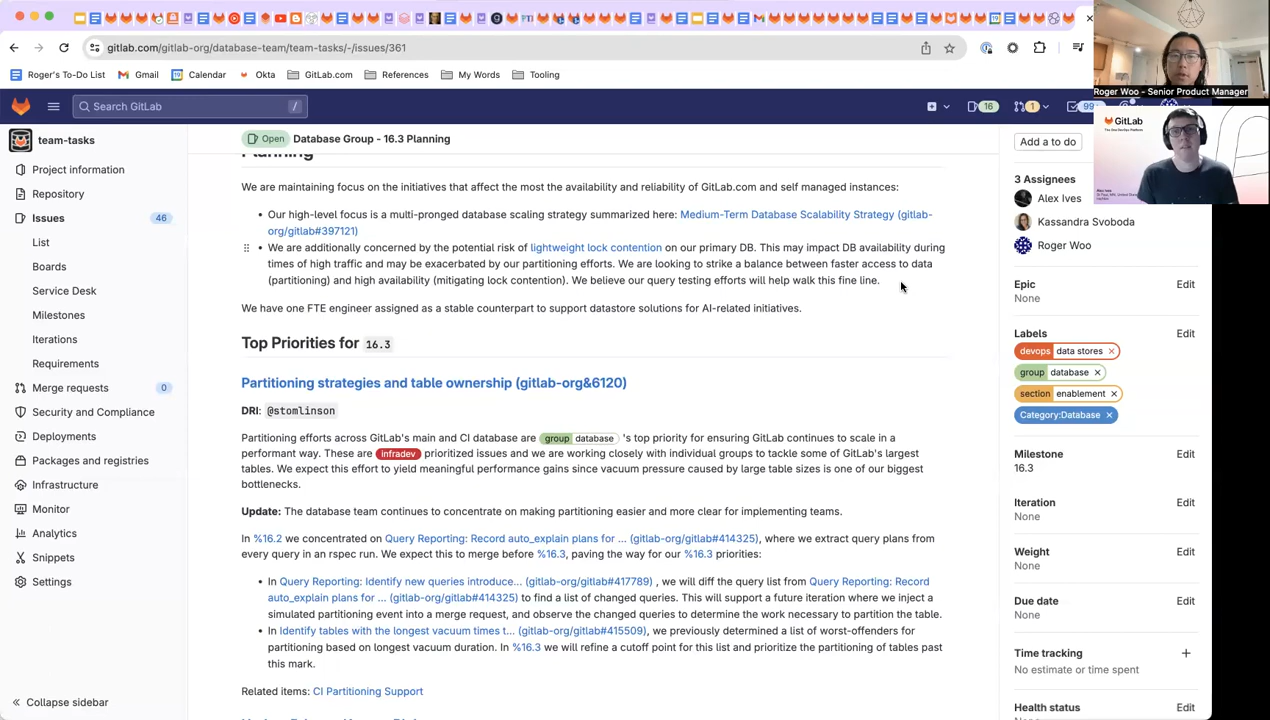 gitlab.com/gitlab-org/database-team/team-tasks/-/issues/361
Roger's To-Do List
Gmail
Calendar
Okta
GitLab.com
References
My Words
Tooling
Roger Woo - Senior Product Manager
Search GitLab
/
16
1
99
GitLab
team-tasks
Project information
Repository
Issues
46
List
Boards
Service Desk
Milestones
Iterations
Requirements
Merge requests
0
Security and Compliance
Deployments
Packages and registries
Infrastructure
Monitor
Analytics
Snippets
Settings
Collapse sidebar
Open
Database Group - 16.3 Planning
Planning
We are maintaining focus on the initiatives that affect the most the availability and reliability of GitLab.com and self managed instances:
• Our high-level focus is a multi-pronged database scaling strategy summarized here: Medium-Term Database Scalability Strategy (gitlab-
org/gitlab#397121)
• We are additionally concerned by the potential risk of lightweight lock contention on our primary DB. This may impact DB availability during
times of high traffic and may be exacerbated by our partitioning efforts. We are looking to strike a balance between faster access to data
(partitioning) and high availability (mitigating lock contention). We believe our query testing efforts will help walk this fine line.
We have one FTE engineer assigned as a stable counterpart to support datastore solutions for AI-related initiatives.
Top Priorities for 16.3
Partitioning strategies and table ownership (gitlab-org&6120)
DRI: @stomlinson
Partitioning efforts across GitLab's main and CI database are group database 's top priority for ensuring GitLab continues to scale in a
performant way. These are infradev prioritized issues and we are working closely with individual groups to tackle some of GitLab's largest
tables. We expect this effort to yield meaningful performance gains since vacuum pressure caused by large table sizes is one of our biggest
bottlenecks.
Update: The database team continues to concentrate on making partitioning easier and more clear for implementing teams.
In %16.2 we concentrated on Query Reporting: Record auto_explain plans for ... (gitlab-org/gitlab#414325), where we extract query plans from
every query in an rspec run. We expect this to merge before %16.3, paving the way for our %16.3 priorities:
• In Query Reporting: Identify new queries introduce... (gitlab-org/gitlab#417789) , we will diff the query list from Query Reporting: Record
auto_explain plans for ... (gitlab-org/gitlab#414325) to find a list of changed queries. This will support a future iteration where we inject a
simulated partitioning event into a merge request, and observe the changed queries to determine the work necessary to partition the table.
• In Identify tables with the longest vacuum times t... (gitlab-org/gitlab#415509), we previously determined a list of worst-offenders for
partitioning based on longest vacuum duration. In %16.3 we will refine a cutoff point for this list and prioritize the partitioning of tables past
this mark.
Related items: CI Partitioning Support
Add a to do
3 Assignees
Alex Ives
Kassandra Svoboda
Roger Woo
Epic
Edit
None
Labels
Edit
devops data stores
group database
section enablement
Category:Database
Milestone
Edit
16.3
Iteration
Edit
None
Weight
Edit
None
Due date
Edit
None
Time tracking
No estimate or time spent
Health status
Edit